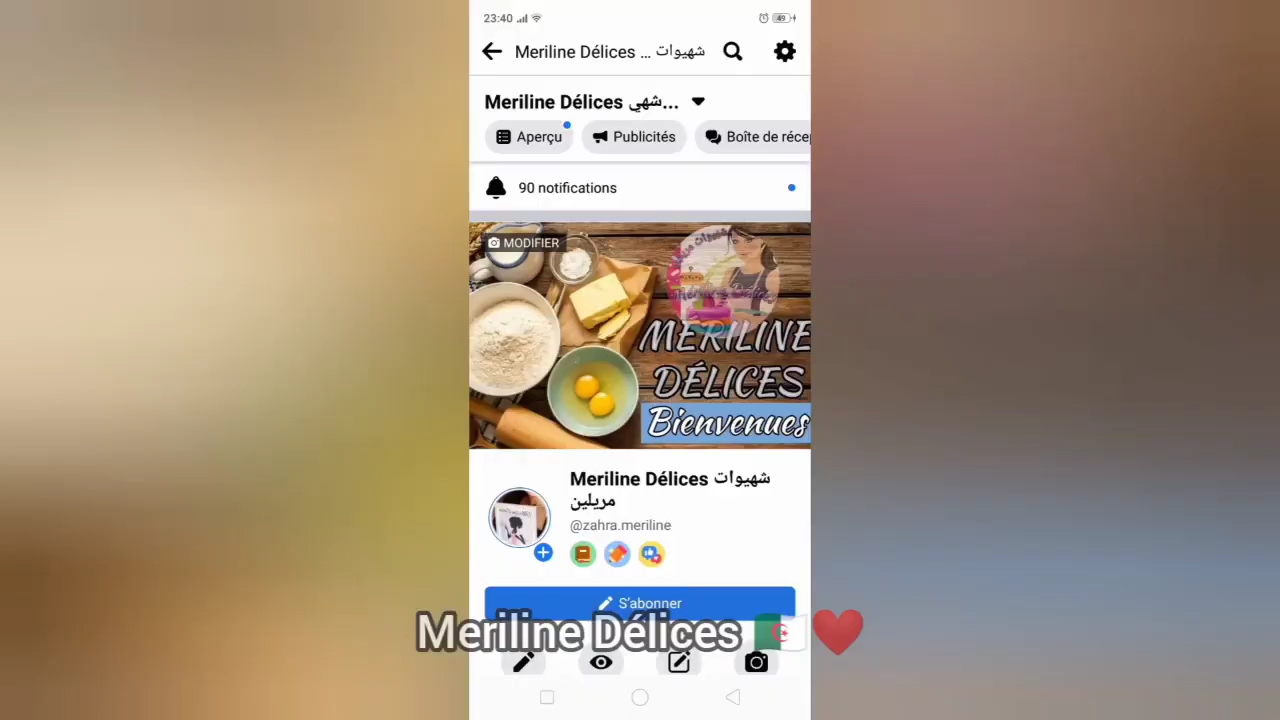 23:40
49
Meriline Délices ... شهيوات
Meriline Délices شهي...
Aperçu
Publicités
Boîte de récep
90 notifications
MODIFIER
MERILINE
DÉLICES
Bienvenues
Meriline Délices شهيوات
مريلين
@zahra.meriline
S'abonner
Meriline Délices 🇩🇿❤️